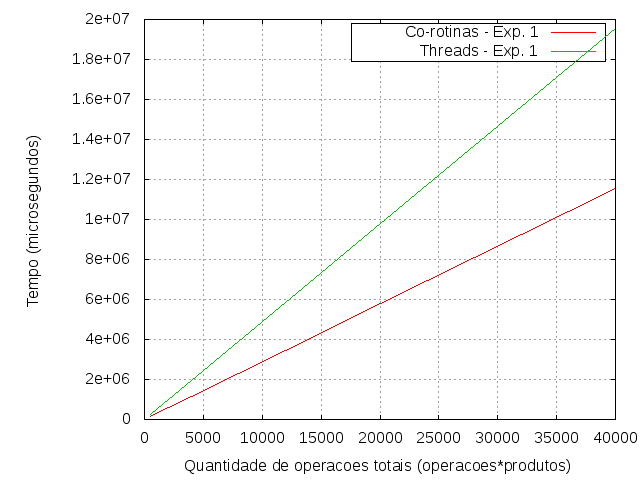 2e+07
1.8e+07
1.6e+07
1.4e+07
1.2e+07
1e+07
8e+06
6e+06
4e+06
2e+06
0
Co-rotinas - Exp. 1
Threads - Exp. 1
Tempo (microsegundos)
0 5000 10000 15000 20000 25000 30000 35000 40000
Quantidade de operacoes totais (operacoes*produtos)